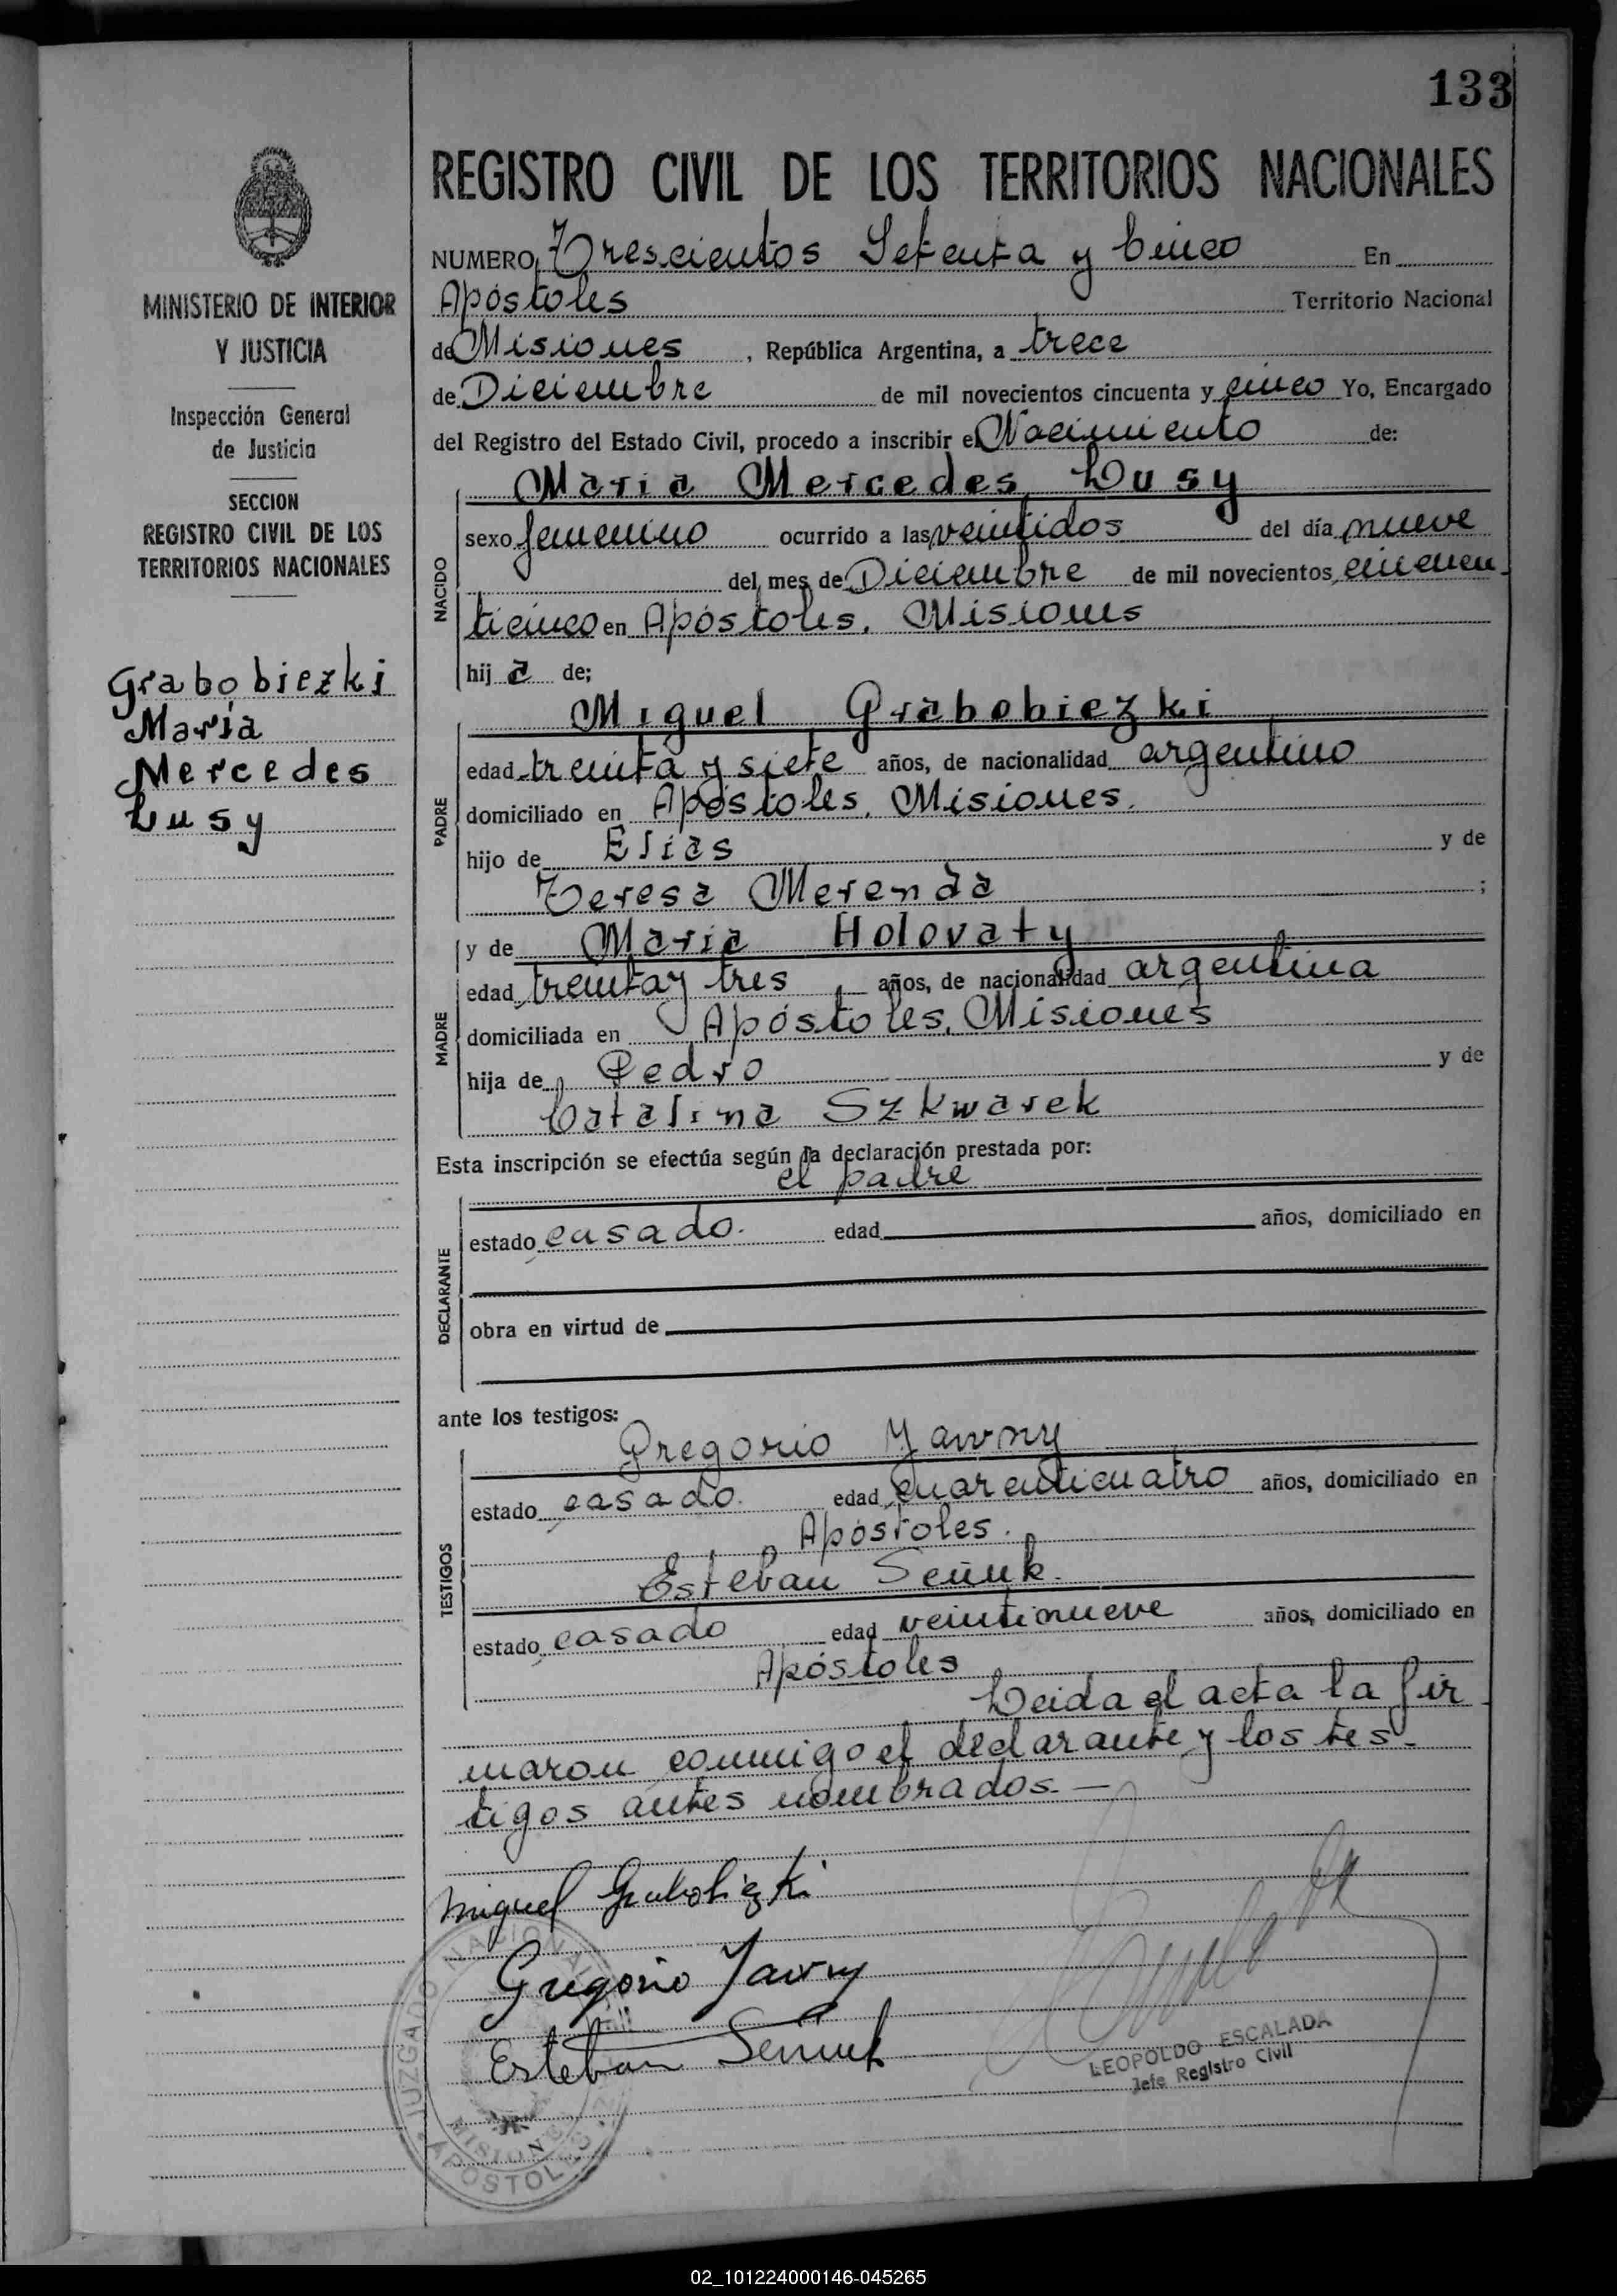 133
REGISTRO CIVIL DE LOS TERRITORIOS NACIONALES
NUMERO Trescientos Setenta y Cinco En
Apóstoles Territorio Nacional
de Misiones, República Argentina, a trece
de Diciembre de mil novecientos cincuenta y cinco Yo, Encargado
del Registro del Estado Civil, procedo a inscribir el Nacimiento de:
MINISTERIO DE INTERIOR
Y JUSTICIA
Inspección General
de Justicia
SECCION
REGISTRO CIVIL DE LOS
TERRITORIOS NACIONALES
Grabobiezki
María
Mercedes
Lusy
NACIDO
Maria Mercedes Lusy
sexo femenino ocurrido a las veintidos del día nueve
del mes de Diciembre de mil novecientos cincuen
ticinco en Apóstoles, Misiones
hija de;
PADRE
Miguel Grabobiezki
edad treinta y siete años, de nacionalidad argentino
domiciliado en Apóstoles, Misiones.
hijo de Elias y de
Teresa Merenda ;
MADRE
y de Maria Holovaty
edad treinta y tres años, de nacionalidad argentina
domiciliada en Apóstoles, Misiones
hija de Pedro y de
Catalina Szkwarek
Esta inscripción se efectúa según la declaración prestada por:
el padre
DECLARANTE
estado casado. edad años, domiciliado en
obra en virtud de
ante los testigos:
TESTIGOS
Gregorio Yawny
estado casado. edad cuarenticuatro años, domiciliado en
Apóstoles.
Esteban Seniuk.
estado casado edad veintinueve años, domiciliado en
Apóstoles
Leida el acta la fir
maron conmigo el declarante y los tes-
tigos antes nombrados.—
Miguel Grabobiezki
Gregorio Yawny
Esteban Seniuk
LEOPOLDO ESCALADA
Jefe Registro Civil
JUZGADO NACIONAL
MISIONES
APOSTOLES
02_101224000146-045265